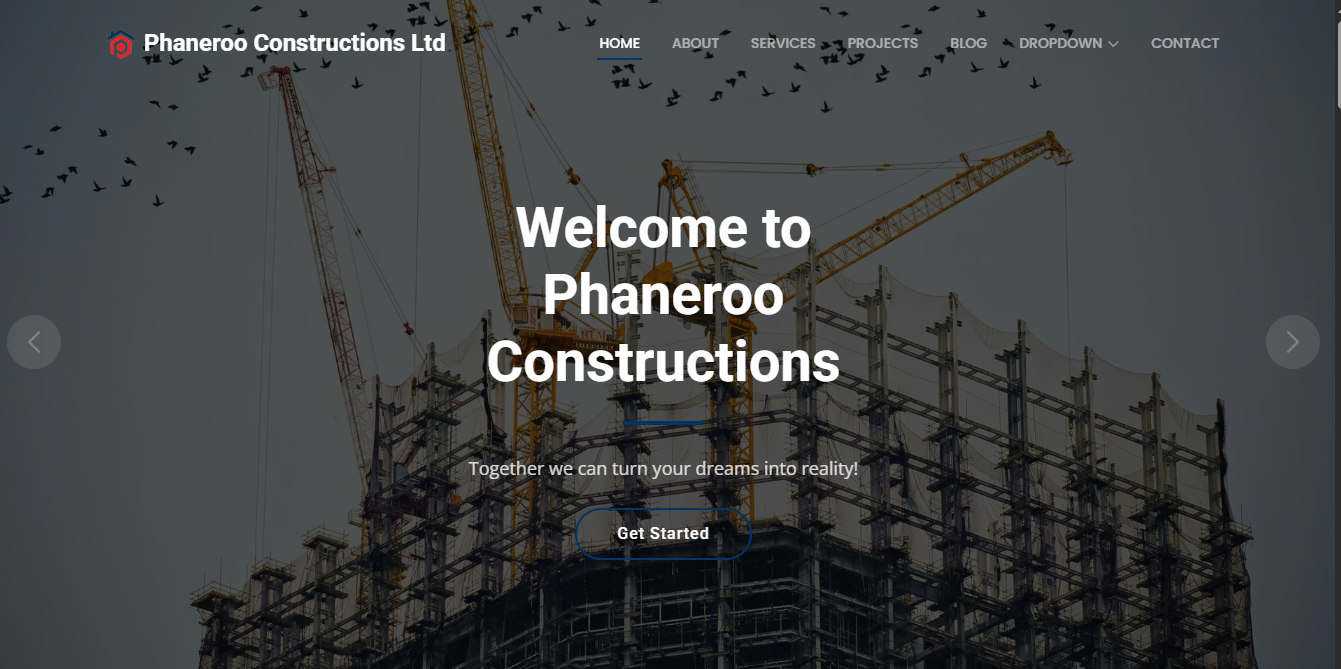 Phaneroo Constructions Ltd
HOME ABOUT SERVICES PROJECTS BLOG DROPDOWN CONTACT
Welcome to
Phaneroo
Constructions
Together we can turn your dreams into reality!
Get Started